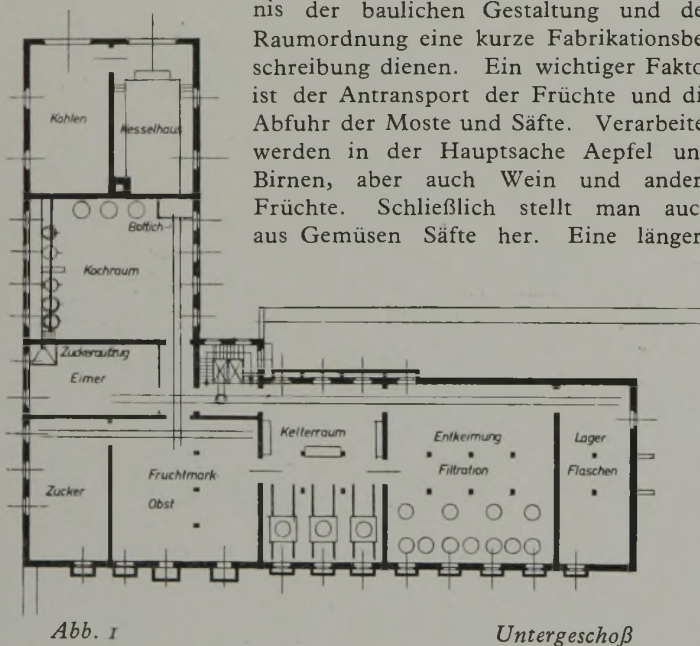 nis der baulichen Gestaltung und de
Raumordnung eine kurze Fabrikationsbe
schreibung dienen. Ein wichtiger Fakto
ist der Antransport der Früchte und di
Abfuhr der Moste und Säfte. Verarbeite
werden in der Hauptsache Aepfel un
Birnen, aber auch Wein und ander
Früchte. Schließlich stellt man auc
aus Gemüsen Säfte her. Eine länger
Kohlen
Kesselhaus
Bottich
Kochraum
Zuckeraufzug
Eimer
Zucker
Fruchtmark-
Obst
Kelterraum
Entkeimung
Filtration
Lager
Flaschen
Abb. 1
Untergeschoß